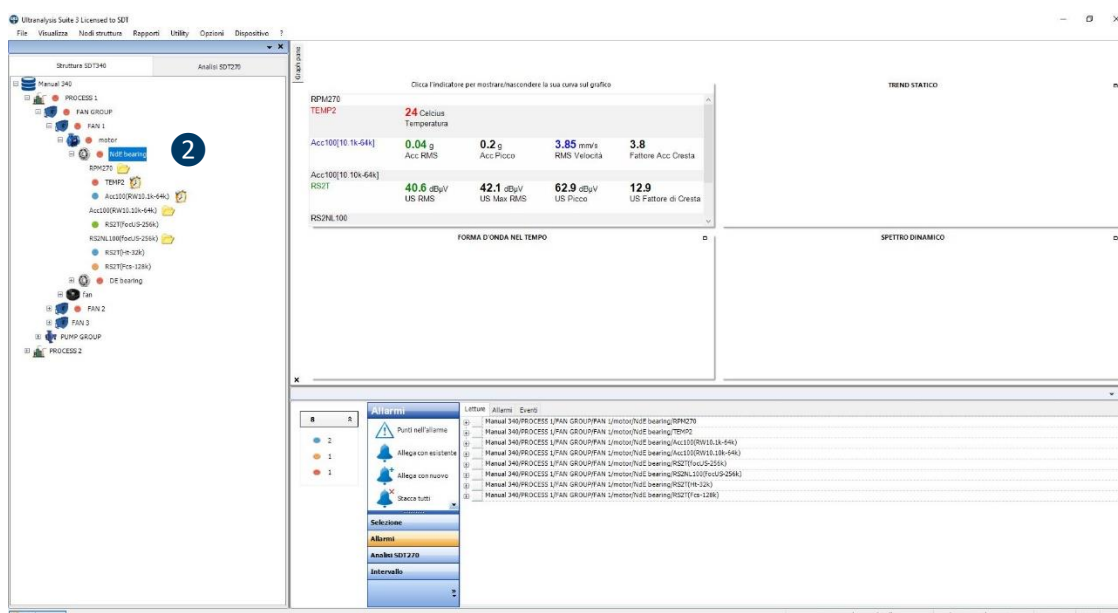 Ultranalysis Suite 3 Licensed to SDT
File Visualizza Nodi struttura Rapporti Utility Opzioni Dispositivo ?
Struttura SDT340 Analisi SDT270
Manual 340
PROCESS 1
FAN GROUP
FAN 1
motor
NdE bearing
2
RPM270
TEMP2
Acc100(RW10.1k-64k)
Acc100(RW10.10k-64k)
RS2T(focUS-256k)
RS2NL100(focUS-256k)
RS2T(Ht-32k)
RS2T(Fcs-128k)
DE bearing
fan
FAN 2
FAN 3
PUMP GROUP
PROCESS 2
Graph pane
Clicca l'indicatore per mostrare/nascondere la sua curva sul grafico
RPM270
TEMP2 24 Celcius
Temperatura
Acc100[10.1k-64k] 0.04 g 0.2 g 3.85 mm/s 3.8
Acc RMS Acc Picco RMS Velocità Fattore Acc Cresta
Acc100[10.10k-64k]
RS2T 40.6 dBµV 42.1 dBµV 62.9 dBµV 12.9
US RMS US Max RMS US Picco US Fattore di Cresta
RS2NL100
TREND STATICO
FORMA D'ONDA NEL TEMPO
SPETTRO DINAMICO
8
2
1
1
Allarmi
Punti nell'allarme
Allega con esistente
Allega con nuovo
Stacca tutti
Selezione
Allarmi
Analisi SDT270
Intervallo
Letture Allarmi Eventi
Manual 340/PROCESS 1/FAN GROUP/FAN 1/motor/NdE bearing/RPM270
Manual 340/PROCESS 1/FAN GROUP/FAN 1/motor/NdE bearing/TEMP2
Manual 340/PROCESS 1/FAN GROUP/FAN 1/motor/NdE bearing/Acc100(RW10.1k-64k)
Manual 340/PROCESS 1/FAN GROUP/FAN 1/motor/NdE bearing/Acc100(RW10.10k-64k)
Manual 340/PROCESS 1/FAN GROUP/FAN 1/motor/NdE bearing/RS2T(focUS-256k)
Manual 340/PROCESS 1/FAN GROUP/FAN 1/motor/NdE bearing/RS2NL100(focUS-256k)
Manual 340/PROCESS 1/FAN GROUP/FAN 1/motor/NdE bearing/RS2T(Ht-32k)
Manual 340/PROCESS 1/FAN GROUP/FAN 1/motor/NdE bearing/RS2T(Fcs-128k)